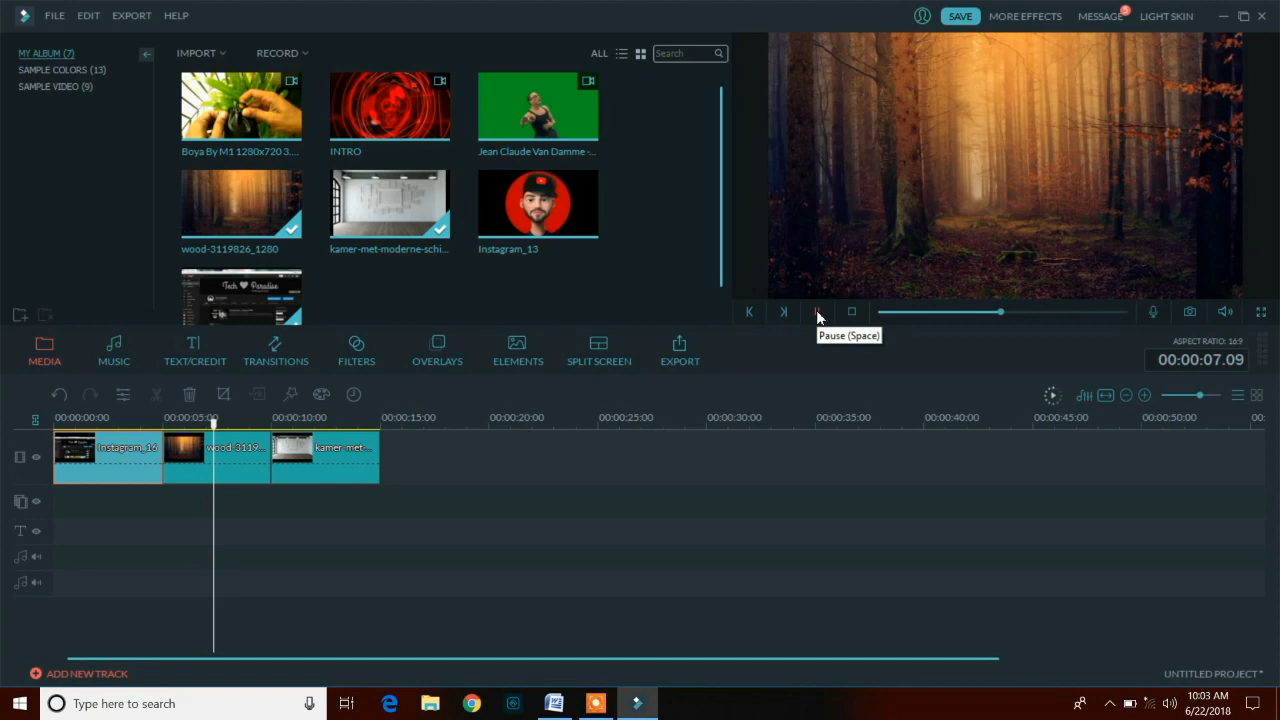 FILE EDIT EXPORT HELP
SAVE MORE EFFECTS MESSAGE 5 LIGHT SKIN
MY ALBUM (7)
SAMPLE COLORS (13)
SAMPLE VIDEO (9)
IMPORT RECORD ALL Search
Boya By M1 1280x720 3.... INTRO Jean Claude Van Damme -...
wood-3119826_1280 kamer-met-moderne-schi... Instagram_13
Tech Paradise
Pause (Space)
MEDIA MUSIC TEXT/CREDIT TRANSITIONS FILTERS OVERLAYS ELEMENTS SPLIT SCREEN EXPORT
ASPECT RATIO: 16:9
00:00:07.09
00:00:00:00 00:00:05:00 00:00:10:00 00:00:15:00 00:00:20:00 00:00:25:00 00:00:30:00 00:00:35:00 00:00:40:00 00:00:45:00 00:00:50:00 00:
Instagram_16 wood-3119... kamer-met-...
T
ADD NEW TRACK
UNTITLED PROJECT *
Type here to search
10:03 AM
6/22/2018